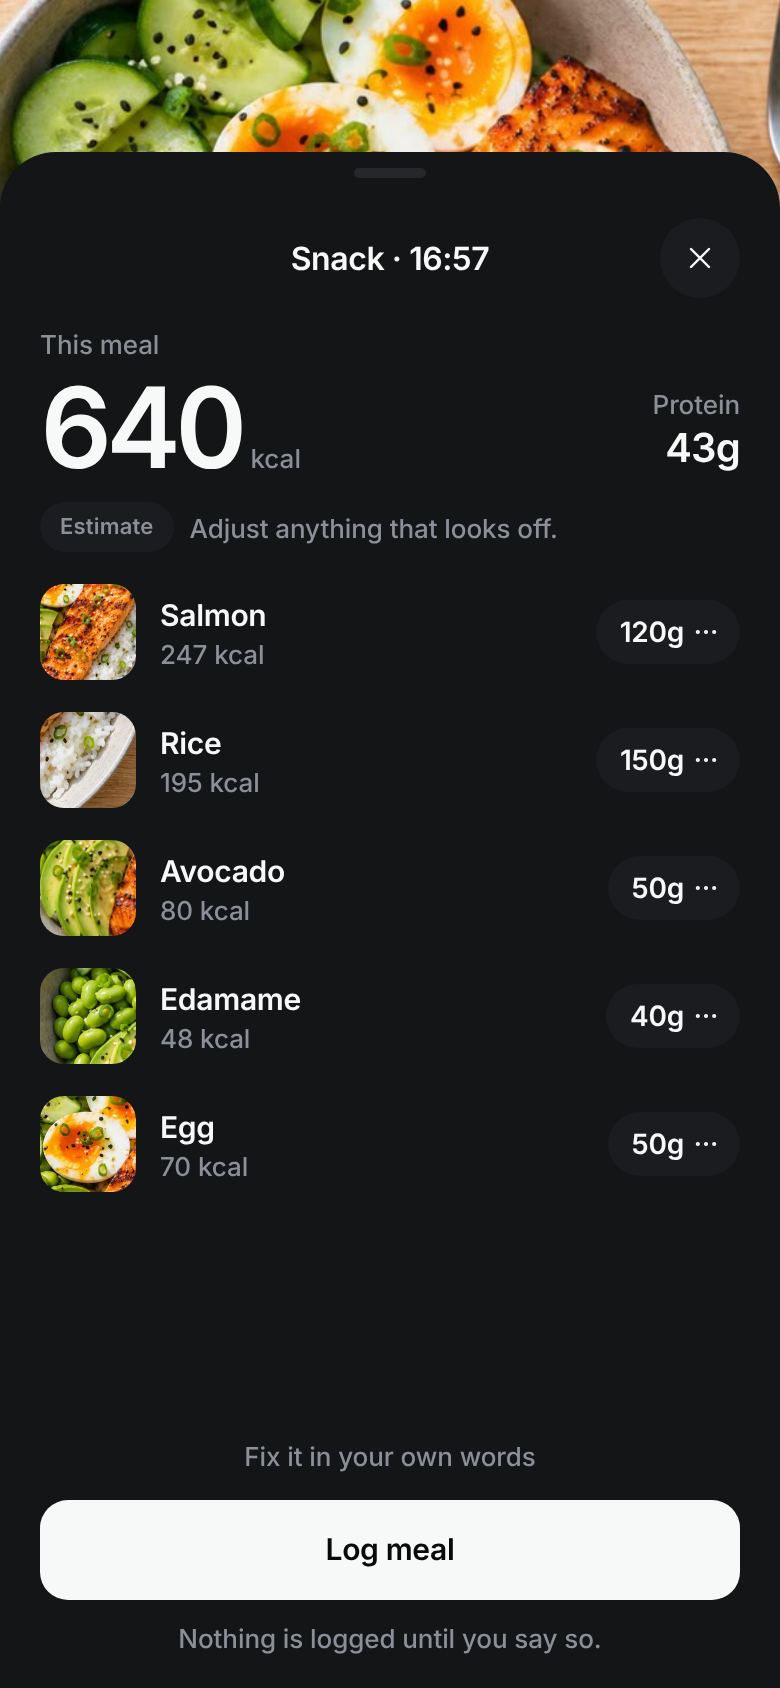 Snack · 16:57
This meal
640 kcal
Protein
43g
Estimate
Adjust anything that looks off.
Salmon
247 kcal
120g ···
Rice
195 kcal
150g ···
Avocado
80 kcal
50g ···
Edamame
48 kcal
40g ···
Egg
70 kcal
50g ···
Fix it in your own words
Log meal
Nothing is logged until you say so.